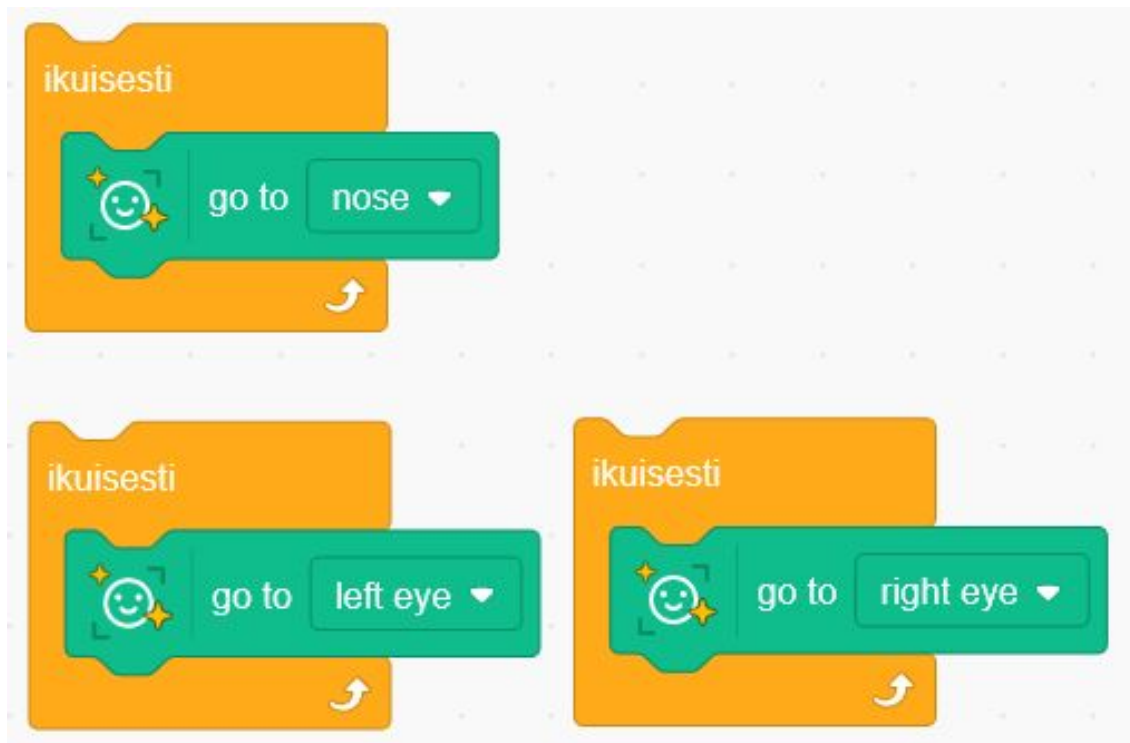 ikuisesti
go to nose
ikuisesti
go to left eye
ikuisesti
go to right eye